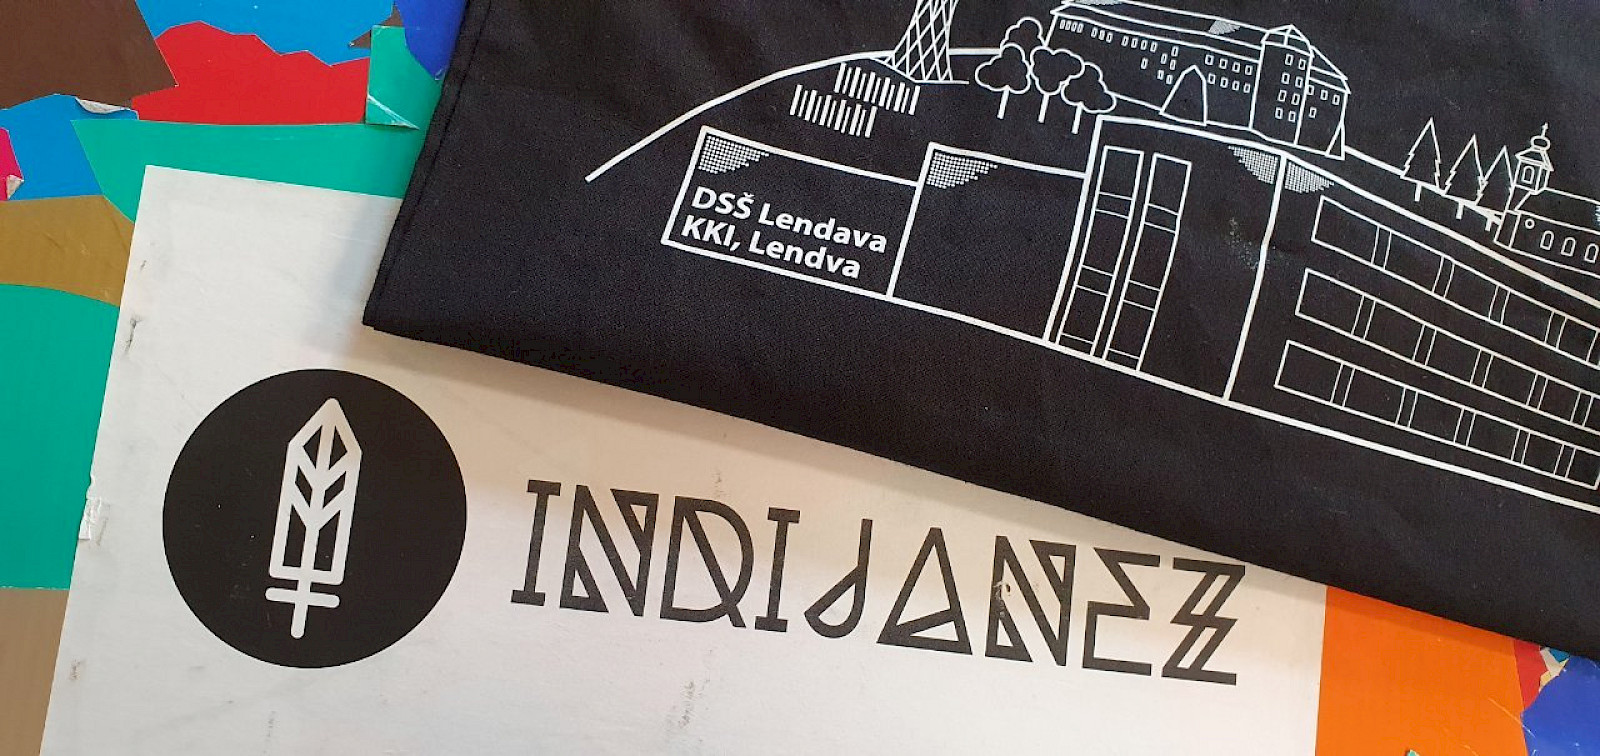 DSŠ Lendava
KKI, Lendva
INDIJANEZ